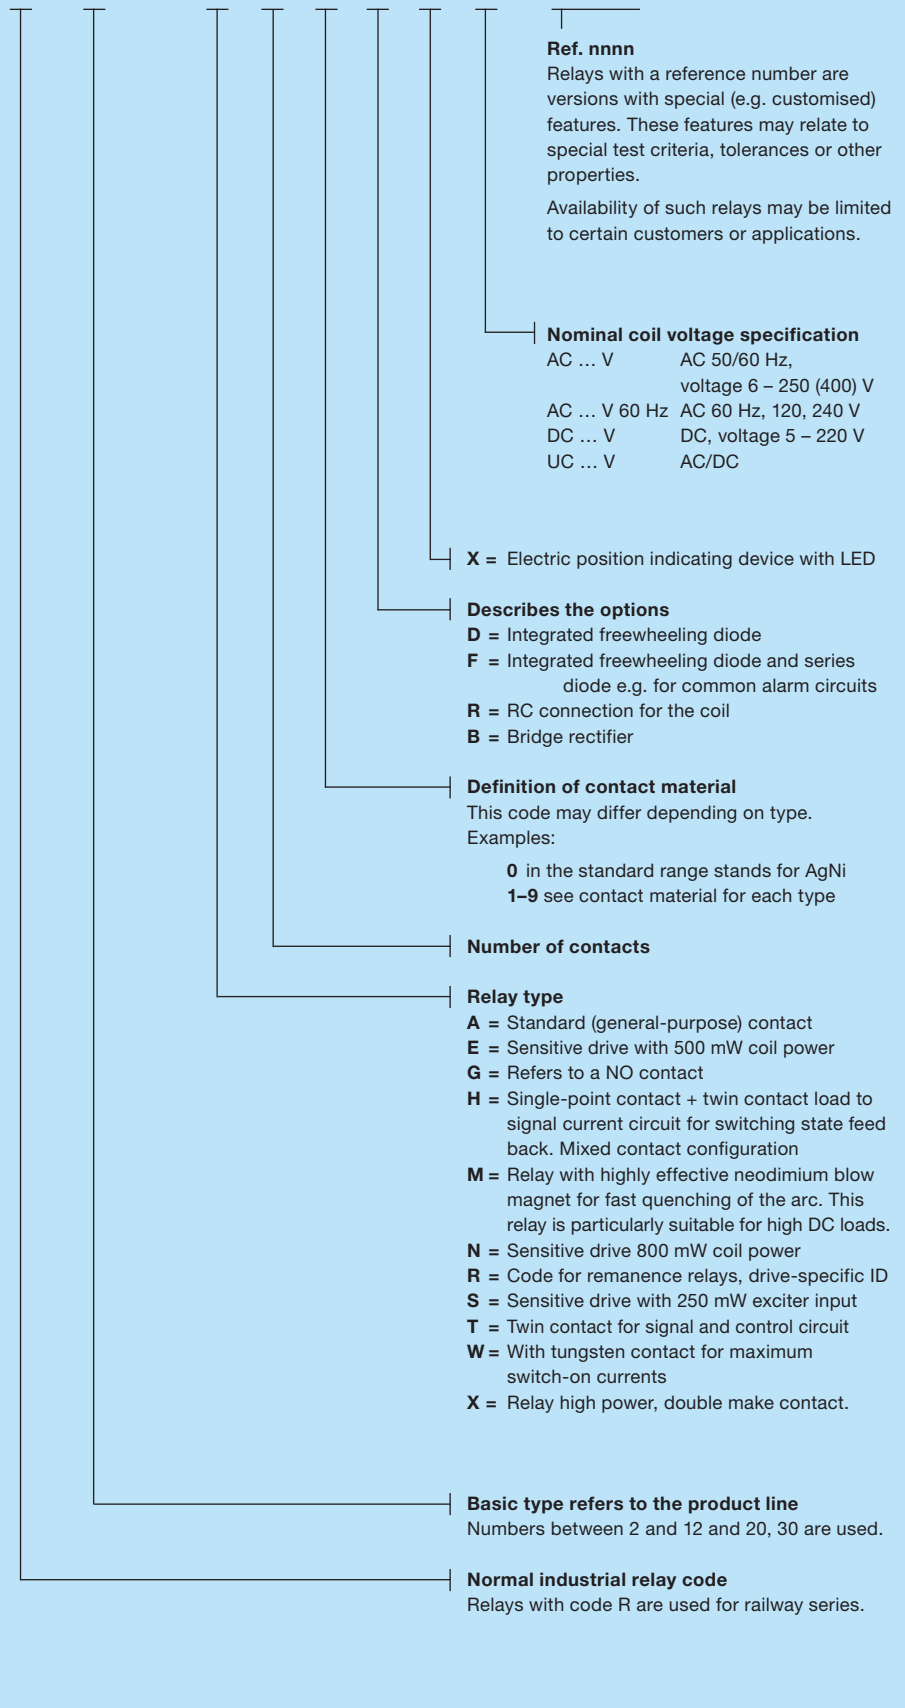 Ref. nnnn
Relays with a reference number are
versions with special (e.g. customised)
features. These features may relate to
special test criteria, tolerances or other
properties.
Availability of such relays may be limited
to certain customers or applications.
Nominal coil voltage specification
AC … V AC 50/60 Hz,
voltage 6 – 250 (400) V
AC … V 60 Hz AC 60 Hz, 120, 240 V
DC … V DC, voltage 5 – 220 V
UC … V AC/DC
X = Electric position indicating device with LED
Describes the options
D = Integrated freewheeling diode
F = Integrated freewheeling diode and series
diode e.g. for common alarm circuits
R = RC connection for the coil
B = Bridge rectifier
Definition of contact material
This code may differ depending on type.
Examples:
0 in the standard range stands for AgNi
1–9 see contact material for each type
Number of contacts
Relay type
A = Standard (general-purpose) contact
E = Sensitive drive with 500 mW coil power
G = Refers to a NO contact
H = Single-point contact + twin contact load to
signal current circuit for switching state feed
back. Mixed contact configuration
M = Relay with highly effective neodimium blow
magnet for fast quenching of the arc. This
relay is particularly suitable for high DC loads.
N = Sensitive drive 800 mW coil power
R = Code for remanence relays, drive-specific ID
S = Sensitive drive with 250 mW exciter input
T = Twin contact for signal and control circuit
W = With tungsten contact for maximum
switch-on currents
X = Relay high power, double make contact.
Basic type refers to the product line
Numbers between 2 and 12 and 20, 30 are used.
Normal industrial relay code
Relays with code R are used for railway series.